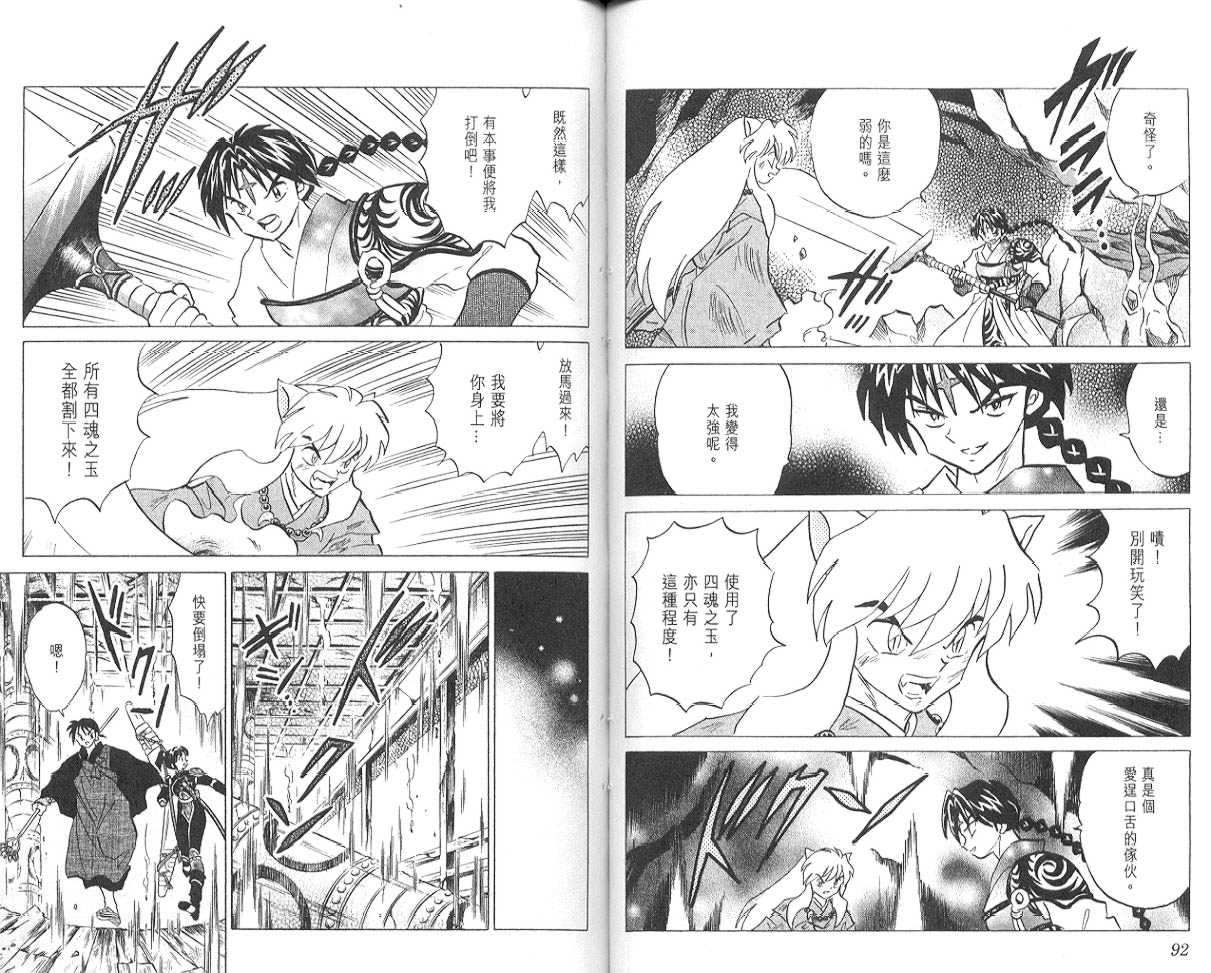 奇怪了。
你是這麼
弱的嗎。
還是…
我變得
太強呢。
嘖！
別開玩笑了！
使用了
四魂之玉，
亦只有
這種程度！
真是個
愛逞口舌的傢伙。
92
既然這樣，
有本事便將我
打倒吧！
放馬過來！
我要將
你身上…
所有四魂之玉
全都割下來！
快要倒塌了！
嗯！